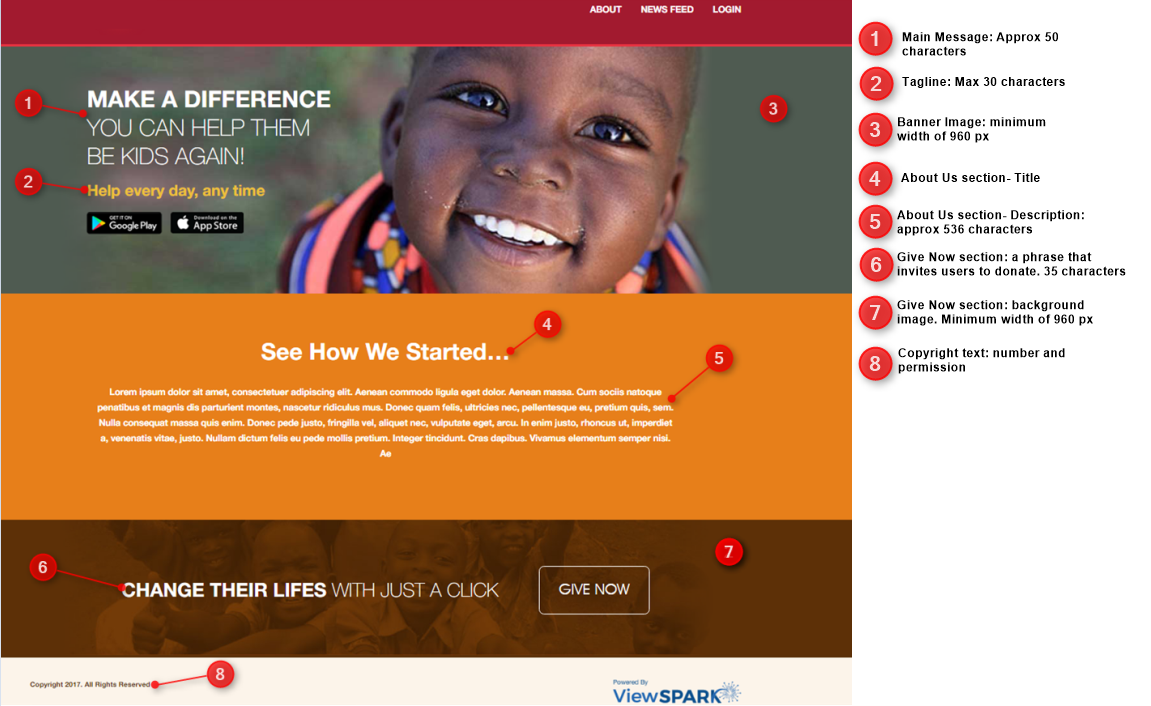 ABOUT NEWS FEED LOGIN
MAKE A DIFFERENCE
YOU CAN HELP THEM
BE KIDS AGAIN!
Help every day, any time
GET IT ON
Google Play
Download on the
App Store
1
2
3
See How We Started...
4
5
Lorem ipsum dolor sit amet, consectetuer adipiscing elit. Aenean commodo ligula eget dolor. Aenean massa. Cum sociis natoque
penatibus et magnis dis parturient montes, nascetur ridiculus mus. Donec quam felis, ultricies nec, pellentesque eu, pretium quis, sem.
Nulla consequat massa quis enim. Donec pede justo, fringilla vel, aliquet nec, vulputate eget, arcu. In enim justo, rhoncus ut, imperdiet
a, venenatis vitae, justo. Nullam dictum felis eu pede mollis pretium. Integer tincidunt. Cras dapibus. Vivamus elementum semper nisi.
Ae
6
7
CHANGE THEIR LIFES WITH JUST A CLICK
GIVE NOW
8
Copyright 2017. All Rights Reserved
Powered By
ViewSPARK
1 Main Message: Approx 50
characters
2 Tagline: Max 30 characters
3 Banner Image: minimum
width of 960 px
4 About Us section- Title
5 About Us section- Description:
approx 536 characters
6 Give Now section: a phrase that
invites users to donate. 35 characters
7 Give Now section: background
image. Minimum width of 960 px
8 Copyright text: number and
permission